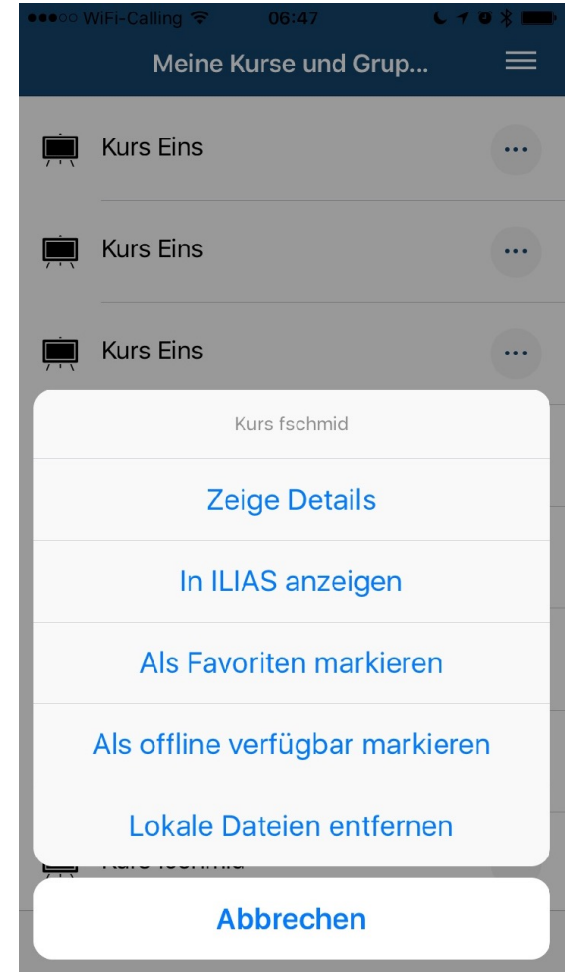 WiFi-Calling 06:47
Meine Kurse und Grup...
Kurs Eins
Kurs Eins
Kurs Eins
Kurs fschmid
Zeige Details
In ILIAS anzeigen
Als Favoriten markieren
Als offline verfügbar markieren
Lokale Dateien entfernen
Abbrechen